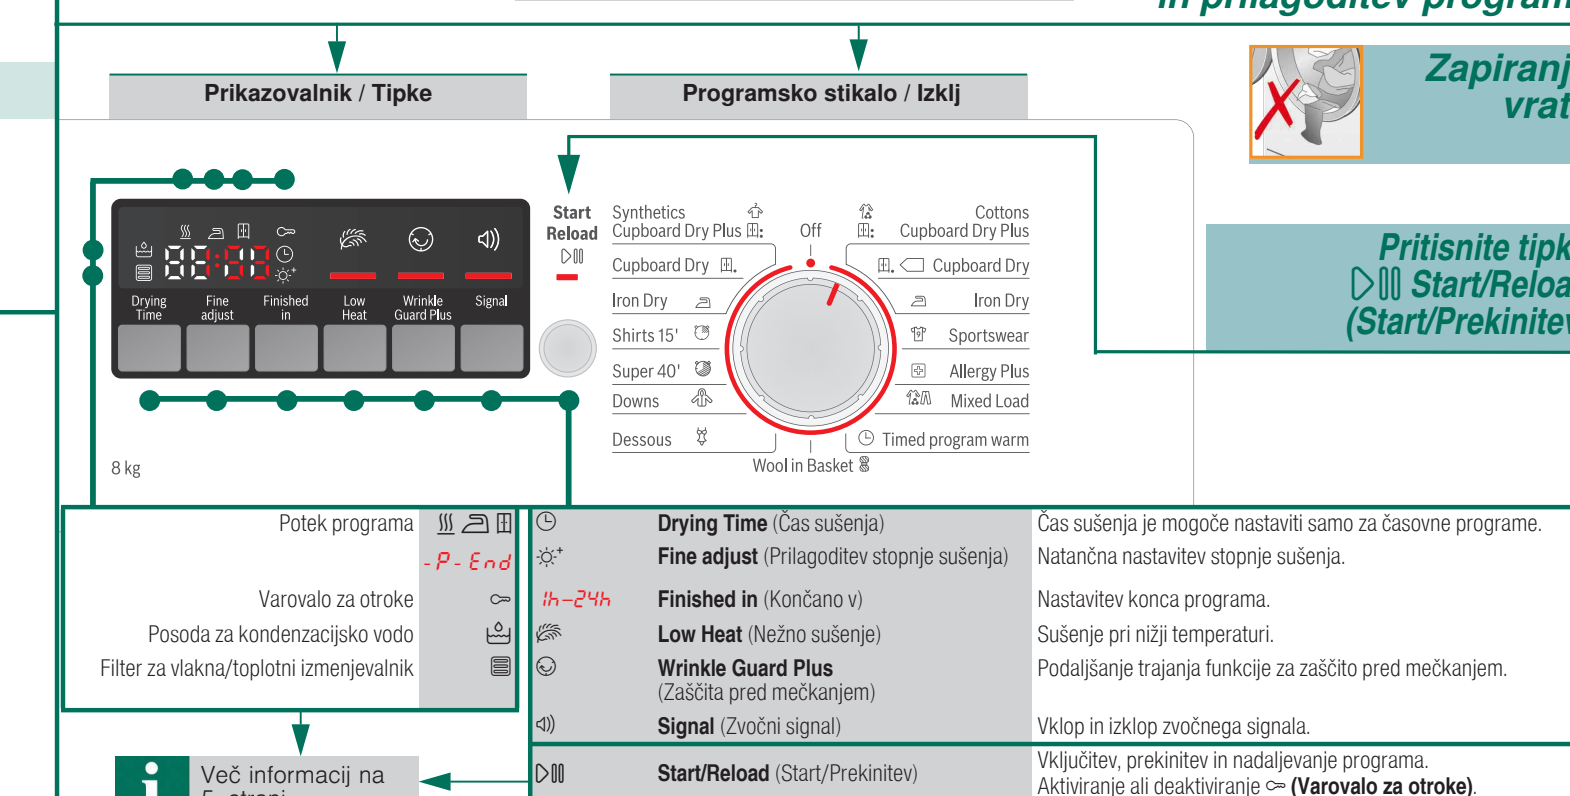 Prikazovalnik / Tipke
Programsko stikalo / Izklj
Start
Reload
Drying
Time
Fine
adjust
Finished
in
Low
Heat
Wrinkle
Guard Plus
Signal
8 kg
Synthetics
Cupboard Dry Plus
Cupboard Dry
Iron Dry
Shirts 15'
Super 40'
Downs
Dessous
Off
Wool in Basket
Cottons
Cupboard Dry Plus
Cupboard Dry
Iron Dry
Sportswear
Allergy Plus
Mixed Load
Timed program warm
in prilagoditev program
Zapiranj
vrat
Pritisnite tipk
Start/Reloa
(Start/Prekinitev
Potek programa
-P- End
Varovalo za otroke
Posoda za kondenzacijsko vodo
Filter za vlakna/toplotni izmenjevalnik
Drying Time (Čas sušenja) Čas sušenja je mogoče nastaviti samo za časovne programe.
Fine adjust (Prilagoditev stopnje sušenja) Natančna nastavitev stopnje sušenja.
1h-24h Finished in (Končano v) Nastavitev konca programa.
Low Heat (Nežno sušenje) Sušenje pri nižji temperaturi.
Wrinkle Guard Plus Podaljšanje trajanja funkcije za zaščito pred mečkanjem.
(Zaščita pred mečkanjem)
Signal (Zvočni signal) Vklop in izklop zvočnega signala.
Start/Reload (Start/Prekinitev) Vključitev, prekinitev in nadaljevanje programa.
Aktiviranje ali deaktiviranje (Varovalo za otroke).
i
Več informacij na
5. strani